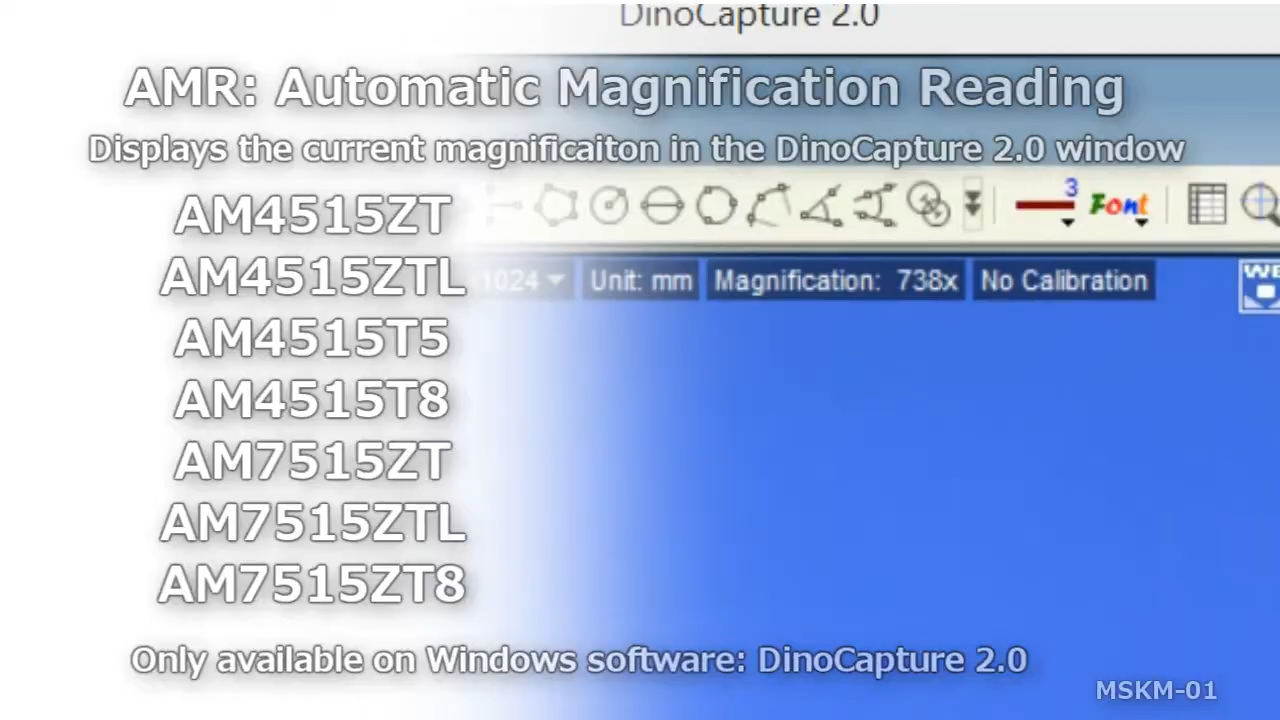 DinoCapture 2.0
AMR: Automatic Magnification Reading
Displays the current magnificaiton in the DinoCapture 2.0 window
AM4515ZT
3
Font
AM4515ZTL
1024
Unit: mm
Magnification: 738x
No Calibration
AM4515T5
AM4515T8
AM7515ZT
AM7515ZTL
AM7515ZT8
Only available on Windows software: DinoCapture 2.0
MSKM-01